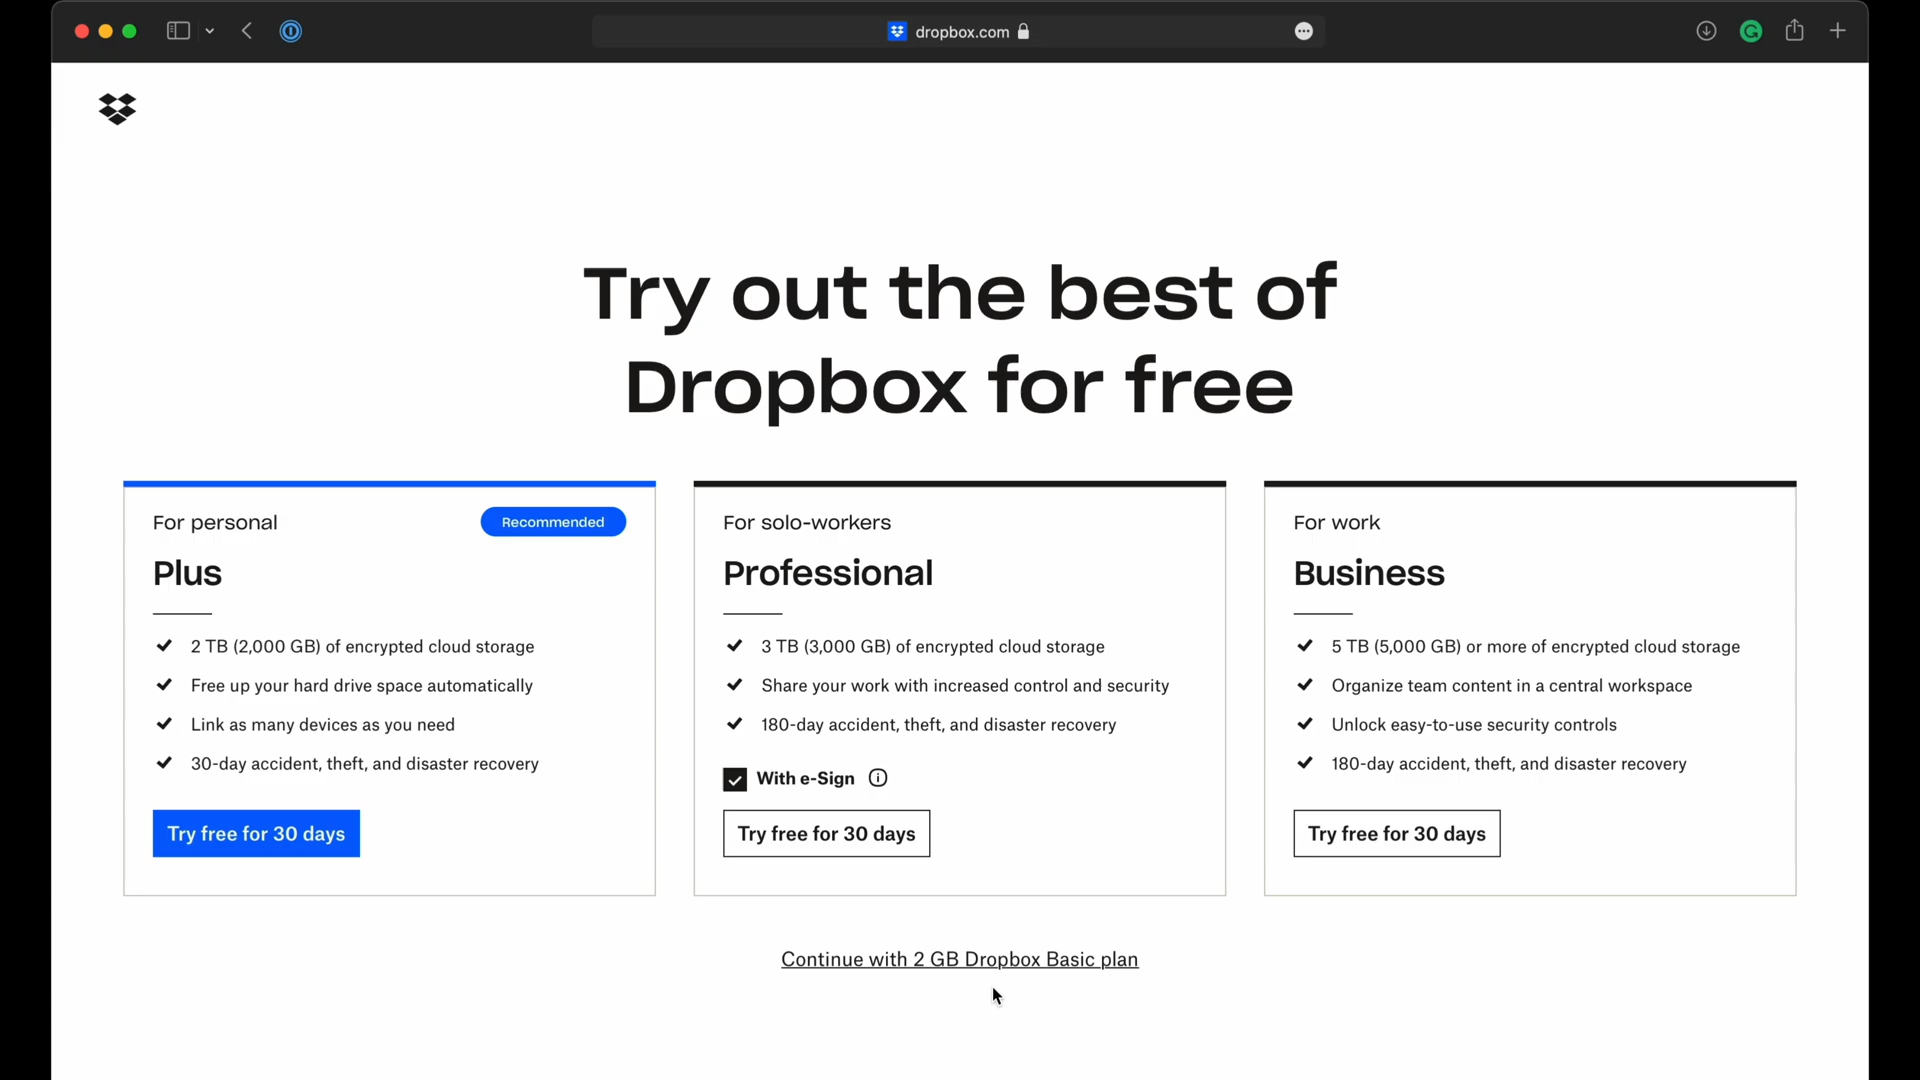 dropbox.com
Try out the best of
Dropbox for free
For personal
Recommended
Plus
2 TB (2,000 GB) of encrypted cloud storage
Free up your hard drive space automatically
Link as many devices as you need
30-day accident, theft, and disaster recovery
Try free for 30 days
For solo-workers
Professional
3 TB (3,000 GB) of encrypted cloud storage
Share your work with increased control and security
180-day accident, theft, and disaster recovery
With e-Sign
Try free for 30 days
For work
Business
5 TB (5,000 GB) or more of encrypted cloud storage
Organize team content in a central workspace
Unlock easy-to-use security controls
180-day accident, theft, and disaster recovery
Try free for 30 days
Continue with 2 GB Dropbox Basic plan